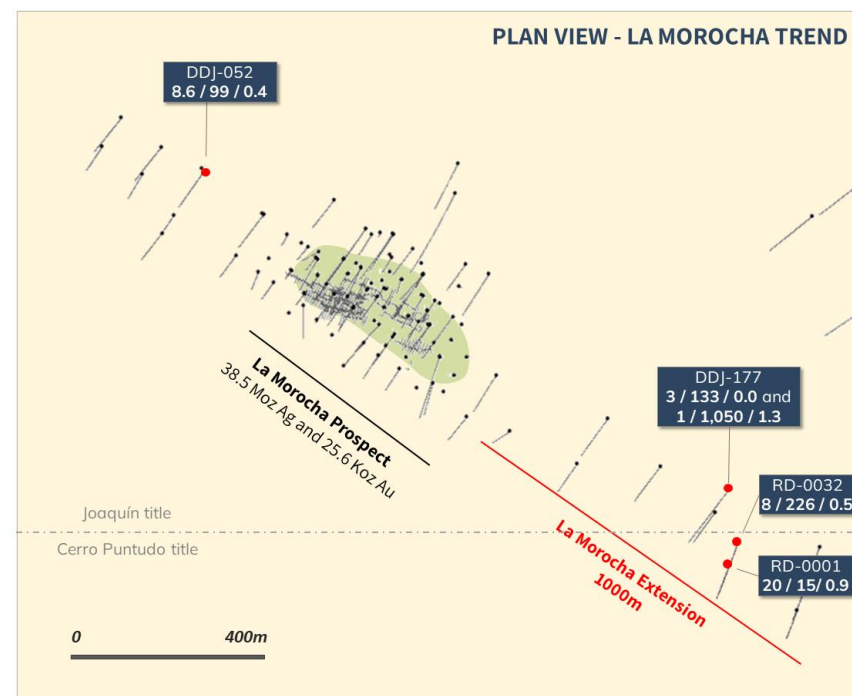 PLAN VIEW - LA MOROCHA TREND
DDJ-052
8.6 / 99 / 0.4
La Morocha Prospect
38.5 Moz Ag and 25.6 Koz Au
DDJ-177
3 / 133 / 0.0 and
1 / 1,050 / 1.3
RD-0032
8 / 226 / 0.5
Joaquín title
Cerro Puntudo title
La Morocha Extension
1000m
RD-0001
20 / 15/ 0.9
0 400m